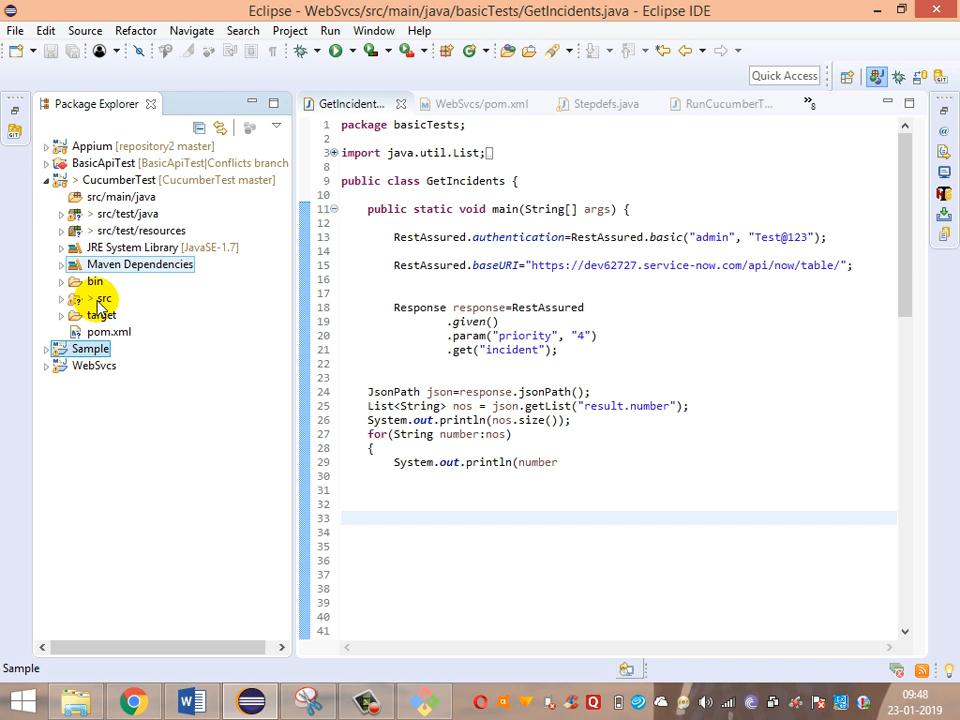 Eclipse - WebSvcs/src/main/java/basicTests/GetIncidents.java - Eclipse IDE
File Edit Source Refactor Navigate Search Project Run Window Help
Quick Access
Package Explorer
GetIncident... WebSvcs/pom.xml Stepdefs.java RunCucumberT... »8
Appium [repository2 master]
BasicApiTest [BasicApiTest|Conflicts branch
> CucumberTest [CucumberTest master]
src/main/java
> src/test/java
> src/test/resources
JRE System Library [JavaSE-1.7]
Maven Dependencies
bin
> src
target
pom.xml
Sample
WebSvcs
1 package basicTests;
2
3 import java.util.List;
8
9 public class GetIncidents {
10
11 public static void main(String[] args) {
12
13 RestAssured.authentication=RestAssured.basic("admin", "Test@123");
14
15 RestAssured.baseURI="https://dev62727.service-now.com/api/now/table/";
16
17
18 Response response=RestAssured
19 .given()
20 .param("priority", "4")
21 .get("incident");
22
23
24 JsonPath json=response.jsonPath();
25 List<String> nos = json.getList("result.number");
26 System.out.println(nos.size());
27 for(String number:nos)
28 {
29 System.out.println(number
30
31
32
33
34
35
36
37
38
39
40
41
Sample
09:48
23-01-2019